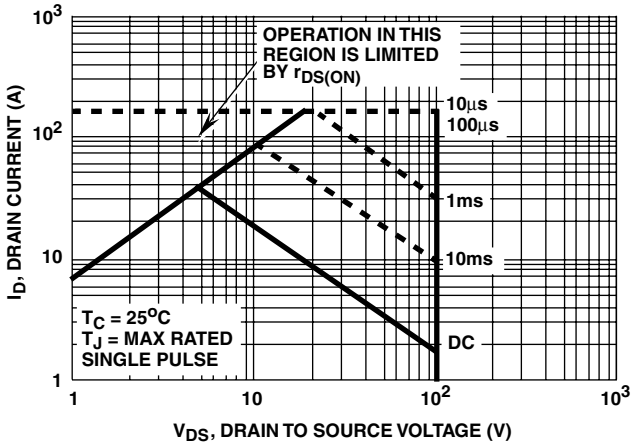 10³
OPERATION IN THIS
REGION IS LIMITED
BY rDS(ON)
10µs
100µs
10²
1ms
10
10ms
TC = 25°C
TJ = MAX RATED
SINGLE PULSE
DC
1
1
10
10²
10³
ID, DRAIN CURRENT (A)
VDS, DRAIN TO SOURCE VOLTAGE (V)